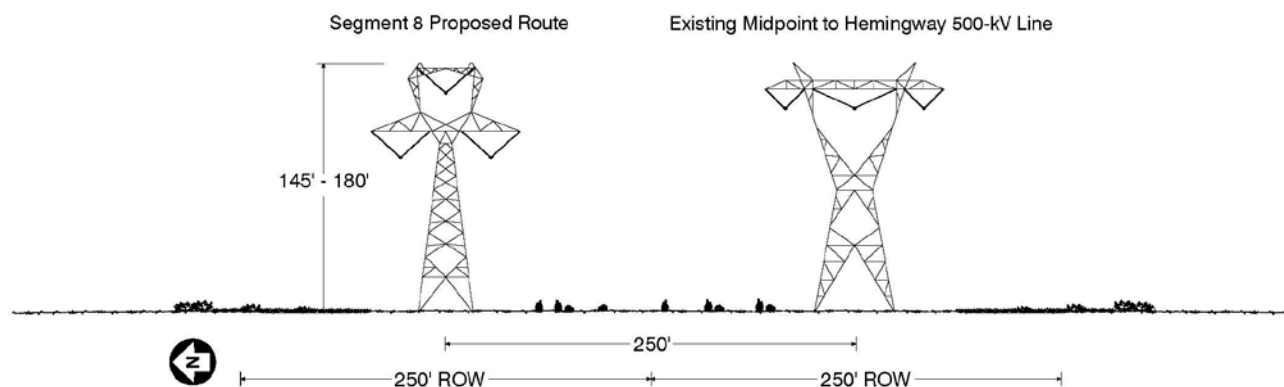 Segment 8 Proposed Route
Existing Midpoint to Hemingway 500-kV Line
145' - 180'
250'
N
250' ROW
250' ROW